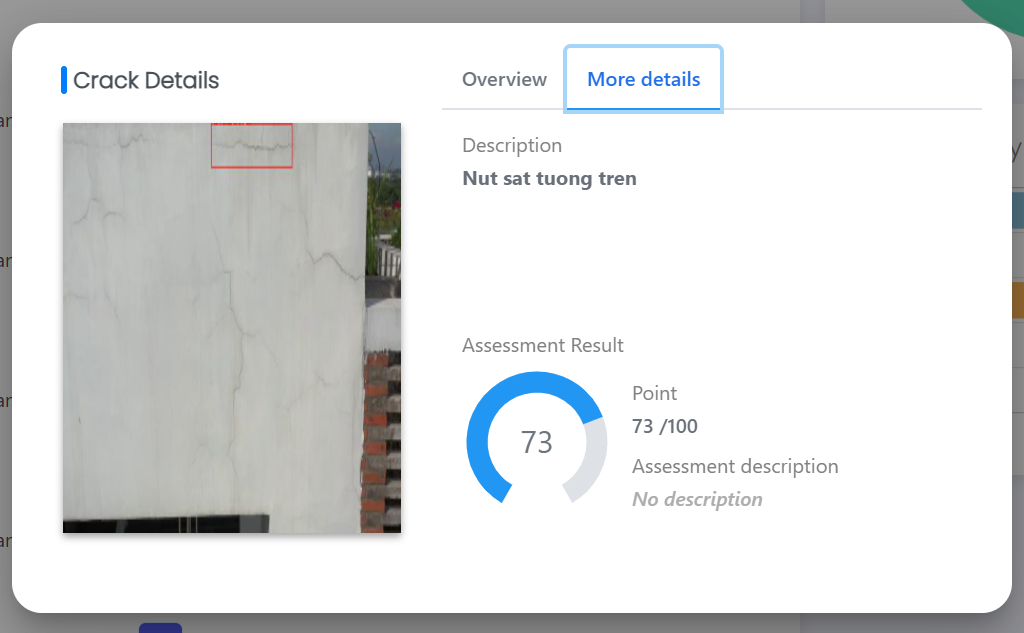 Crack Details
Overview
More details
Description
Nut sat tuong tren
Assessment Result
73
Point
73 /100
Assessment description
No description